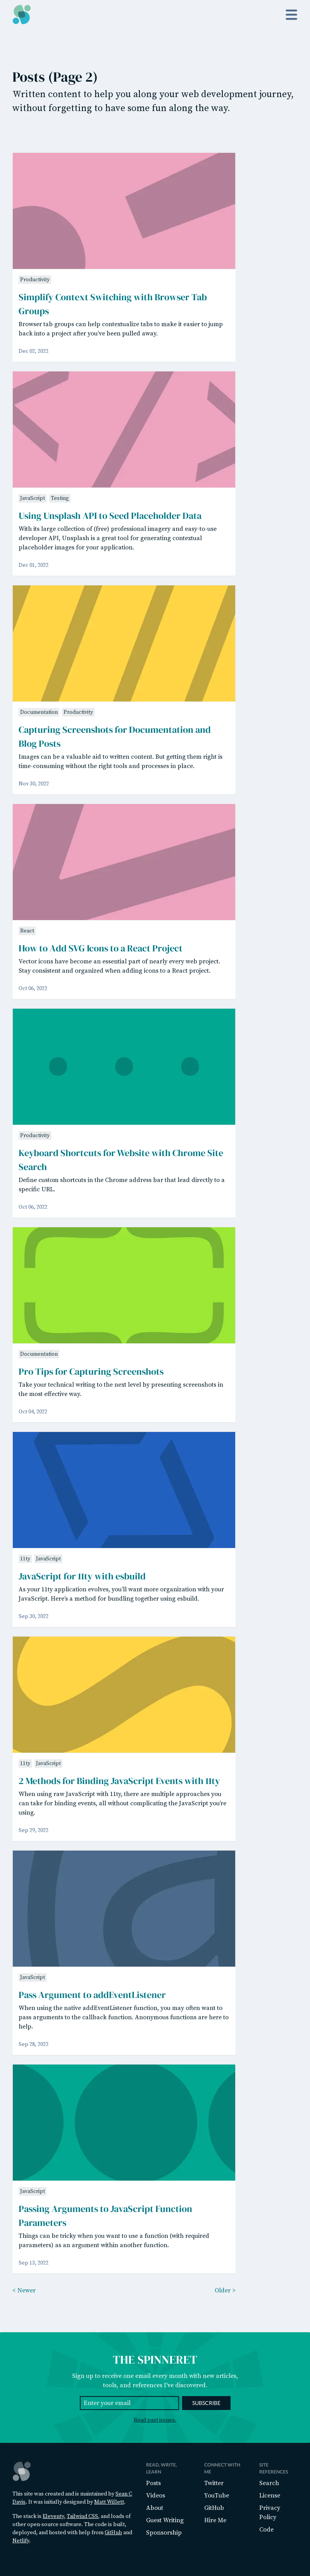 Posts (Page 2)
Written content to help you along your web development journey,
without forgetting to have some fun along the way.
Productivity
Simplify Context Switching with Browser Tab
Groups
Browser tab groups can help contextualize tabs to make it easier to jump
back into a project after you've been pulled away.
Dec 02, 2022
JavaScript Testing
Using Unsplash API to Seed Placeholder Data
With its large collection of (free) professional imagery and easy-to-use
developer API, Unsplash is a great tool for generating contextual
placeholder images for your application.
Dec 01, 2022
Documentation Productivity
Capturing Screenshots for Documentation and
Blog Posts
Images can be a valuable aid to written content. But getting them right is
time-consuming without the right tools and processes in place.
Nov 30, 2022
React
How to Add SVG Icons to a React Project
Vector icons have become an essential part of nearly every web project.
Stay consistent and organized when adding icons to a React project.
Oct 06, 2022
Productivity
Keyboard Shortcuts for Website with Chrome Site
Search
Define custom shortcuts in the Chrome address bar that lead directly to a
specific URL.
Oct 06, 2022
Documentation
Pro Tips for Capturing Screenshots
Take your technical writing to the next level by presenting screenshots in
the most effective way.
Oct 04, 2022
11ty JavaScript
JavaScript for 11ty with esbuild
As your 11ty application evolves, you'll want more organization with your
JavaScript. Here's a method for bundling together using esbuild.
Sep 30, 2022
11ty JavaScript
2 Methods for Binding JavaScript Events with 11ty
When using raw JavaScript with 11ty, there are multiple approaches you
can take for binding events, all without complicating the JavaScript you're
using.
Sep 29, 2022
JavaScript
Pass Argument to addEventListener
When using the native addEventListener function, you may often want to
pass arguments to the callback function. Anonymous functions are here to
help.
Sep 28, 2022
JavaScript
Passing Arguments to JavaScript Function
Parameters
Things can be tricky when you want to use a function (with required
parameters) as an argument within another function.
Sep 13, 2022
< Newer
Older >
THE SPINNERET
Sign up to receive one email every month with new articles,
tools, and references I've discovered.
Enter your email
SUBSCRIBE
Read past issues.
This site was created and is maintained by Sean C
Davis. It was initially designed by Matt Willett.
The stack is Eleventy, Tailwind CSS, and loads of
other open-source software. The code is built,
deployed, and hosted with help from GitHub and
Netlify.
READ, WRITE,
LEARN
Posts
Videos
About
Guest Writing
Sponsorship
CONNECT WITH
ME
Twitter
YouTube
GitHub
Hire Me
SITE
REFERENCES
Search
License
Privacy
Policy
Code